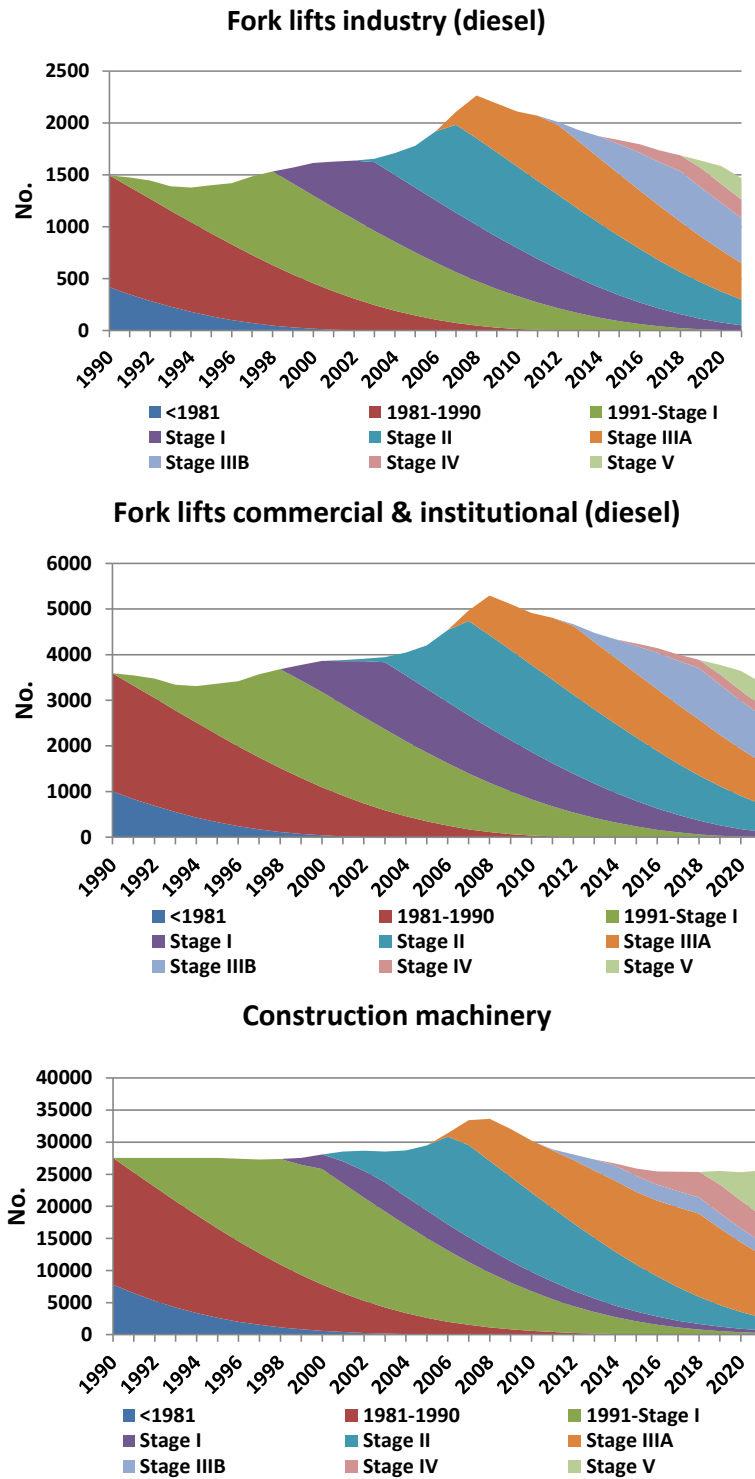 Fork lifts industry (diesel)
2500
2000
1500
1000
500
0
No.
1990 1992 1994 1996 1998 2000 2002 2004 2006 2008 2010 2012 2014 2016 2018 2020
<1981 1981-1990 1991-Stage I
Stage I Stage II Stage IIIA
Stage IIIB Stage IV Stage V
Fork lifts commercial & institutional (diesel)
6000
5000
4000
3000
2000
1000
0
No.
1990 1992 1994 1996 1998 2000 2002 2004 2006 2008 2010 2012 2014 2016 2018 2020
<1981 1981-1990 1991-Stage I
Stage I Stage II Stage IIIA
Stage IIIB Stage IV Stage V
Construction machinery
40000
35000
30000
25000
20000
15000
10000
5000
0
No.
1990 1992 1994 1996 1998 2000 2002 2004 2006 2008 2010 2012 2014 2016 2018 2020
<1981 1981-1990 1991-Stage I
Stage I Stage II Stage IIIA
Stage IIIB Stage IV Stage V